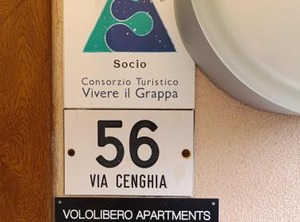 Socio
Consorzio Turistico
Vivere il Grappa
56
VIA CENGHIA
VOLOLIBERO APARTMENTS